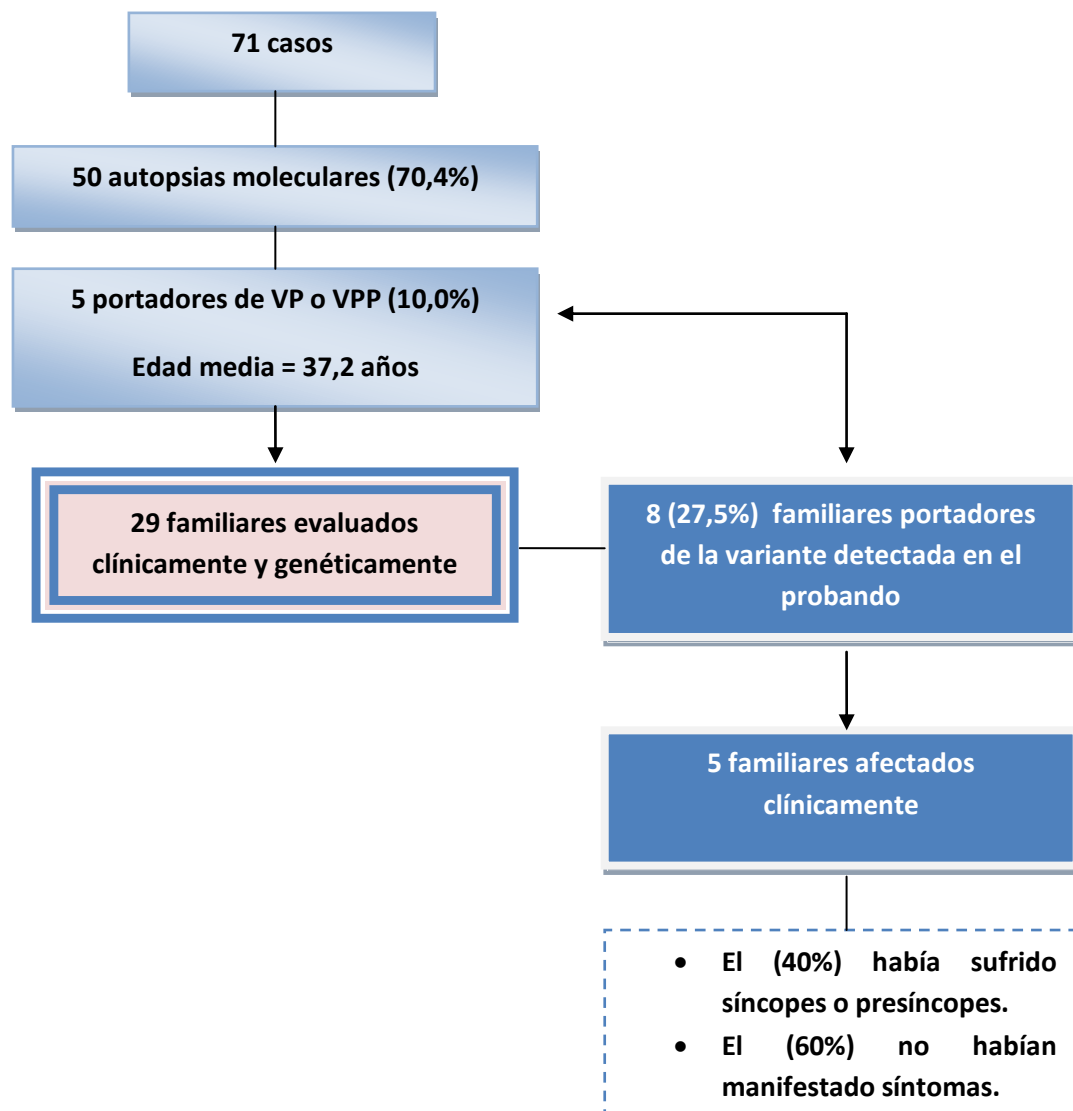 71 casos
50 autopsias moleculares (70,4%)
5 portadores de VP o VPP (10,0%)
Edad media = 37,2 años
29 familiares evaluados
clínicamente y genéticamente
8 (27,5%) familiares portadores
de la variante detectada en el
probando
5 familiares afectados
clínicamente
• El (40%) había sufrido
síncopes o presíncopes.
• El (60%) no habían
manifestado síntomas.